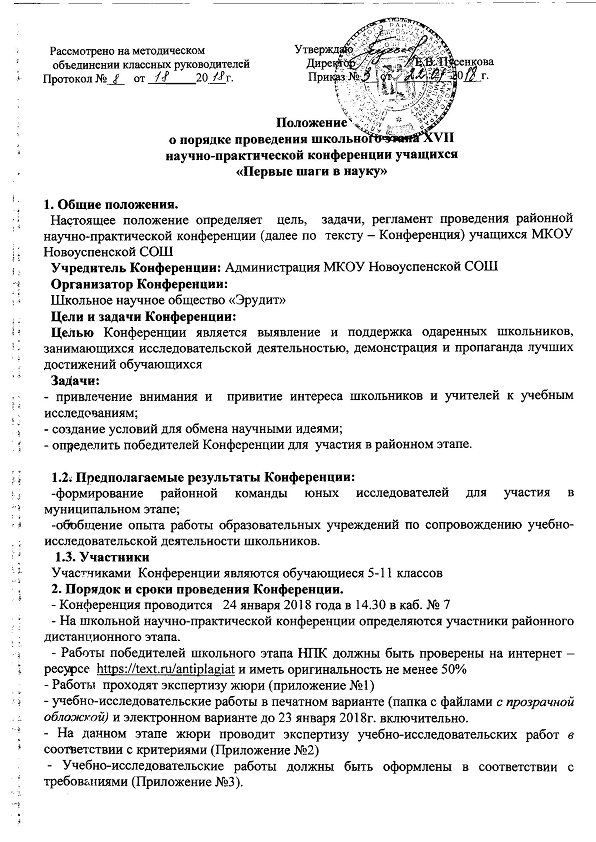 Рассмотрено на методическом
объединении классных руководителей
Протокол № 8 от 18 2018г.
Утверждаю
Директор Е.В. Пусенкова
Приказ № от 22.01 2018 г.
Положение
о порядке проведения школьного этапа XVII
научно-практической конференции учащихся
«Первые шаги в науку»
1. Общие положения.
Настоящее положение определяет цель, задачи, регламент проведения районной
научно-практической конференции (далее по тексту – Конференция) учащихся МКОУ
Новоуспенской СОШ
Учредитель Конференции: Администрация МКОУ Новоуспенской СОШ
Организатор Конференции:
Школьное научное общество «Эрудит»
Цели и задачи Конференции:
Целью Конференции является выявление и поддержка одаренных школьников,
занимающихся исследовательской деятельностью, демонстрация и пропаганда лучших
достижений обучающихся
Задачи:
- привлечение внимания и привитие интереса школьников и учителей к учебным
исследованиям;
- создание условий для обмена научными идеями;
- определить победителей Конференции для участия в районном этапе.
1.2. Предполагаемые результаты Конференции:
-формирование районной команды юных исследователей для участия в
муниципальном этапе;
-обобщение опыта работы образовательных учреждений по сопровождению учебно-
исследовательской деятельности школьников.
1.3. Участники
Участниками Конференции являются обучающиеся 5-11 классов
2. Порядок и сроки проведения Конференции.
- Конференция проводится 24 января 2018 года в 14.30 в каб. № 7
- На школьной научно-практической конференции определяются участники районного
дистанционного этапа.
- Работы победителей школьного этапа НПК должны быть проверены на интернет –
ресурсе https://text.ru/antiplagiat и иметь оригинальность не менее 50%
- Работы проходят экспертизу жюри (приложение №1)
- учебно-исследовательские работы в печатном варианте (папка с файлами с прозрачной
обложкой) и электронном варианте до 23 января 2018г. включительно.
- На данном этапе жюри проводит экспертизу учебно-исследовательских работ в
соответствии с критериями (Приложение №2)
- Учебно-исследовательские работы должны быть оформлены в соответствии с
требованиями (Приложение №3).